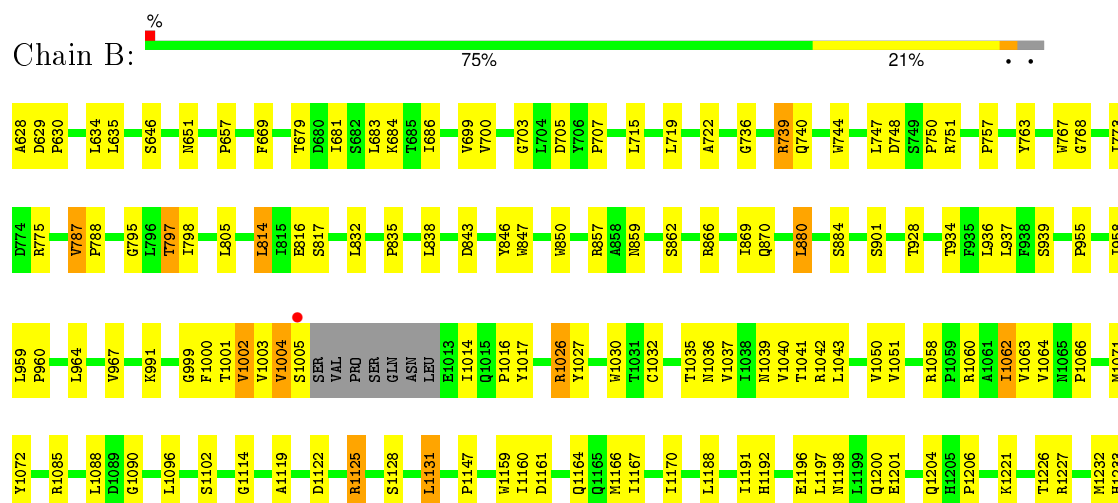 %
Chain B:
75% 21% • •
A628 D629 P630 L634 L635 S646 N651 P657 F669 T679 D680 I681 S682 L683 K684 T685 I686 V699 V700 G703 L704 D705 Y706 P707 L715 L719 A722 G736 R739 Q740 W744 L747 D748 S749 P750 R751 P757 Y763 W767 G768
D774 R775 V787 P788 G795 L796 T797 I798 L805 L814 I815 E816 S817 L832 P835 L838 D843 Y846 W847 W850 R857 A858 N859 S862 R866 I869 Q870 L880 S884 S901 T928 T934 F935 L936 L937 F938 S939 P955
L959 P960 L964 V967 K991 G999 F1000 T1001 V1002 V1003 V1004 S1005 SER VAL PRO SER GLN ASN LEU E1013 I1014 Q1015 P1016 Y1017 R1026 Y1027 W1030 T1031 C1032 T1035 N1036 V1037 I1038 N1039 V1040 T1041 R1042 L1043 V1050 V1051 R1058 P1059 R1060 A1061 I1062 V1063 V1064 N1065 P1066 M1071
Y1072 R1085 L1088 D1089 G1090 L1096 S1102 G1114 A1119 D1122 R1125 S1128 L1131 P1147 W1159 I1160 D1161 Q1164 Q1165 M1166 I1167 I1170 L1188 I1191 H1192 E1196 L1197 N1198 L1199 Q1200 E1201 Q1204 H1205 P1206 K1221 T1226 R1227 M1232